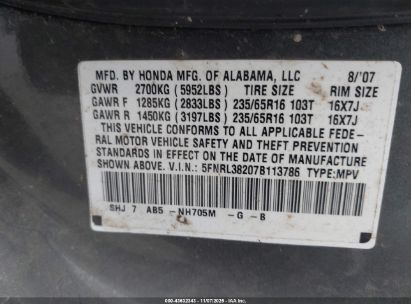 MFD. BY HONDA MFG. OF ALABAMA, LLC 8/'07
GVWR 2700KG (5952LBS) TIRE SIZE RIM SIZE
GAWR F 1285KG (2833LBS) 235/65R16 103T 16X7J
GAWR R 1450KG (3197LBS) 235/65R16 103T 16X7J
THIS VEHICLE CONFORMS TO ALL APPLICABLE FEDE-
RAL MOTOR VEHICLE SAFETY AND THEFT PREVENTION
STANDARDS IN EFFECT ON THE DATE OF MANUFACTURE
SHOWN ABOVE. V.I.N.: 5FNRL38207B113786 TYPE:MPV
SHJ 7 AB5 -NH705M -G -B
000-43632343 - 11/07/2025 - IAA Inc.